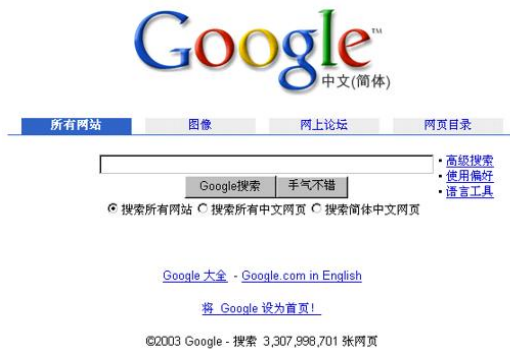 Google™
中文(简体)
所有网站 图像 网上论坛 网页目录
• 高级搜索
• 使用偏好
• 语言工具
Google搜索 手气不错
搜索所有网站 搜索所有中文网页 搜索简体中文网页
Google 大全 - Google.com in English
将 Google 设为首页!
©2003 Google - 搜索 3,307,998,701 张网页